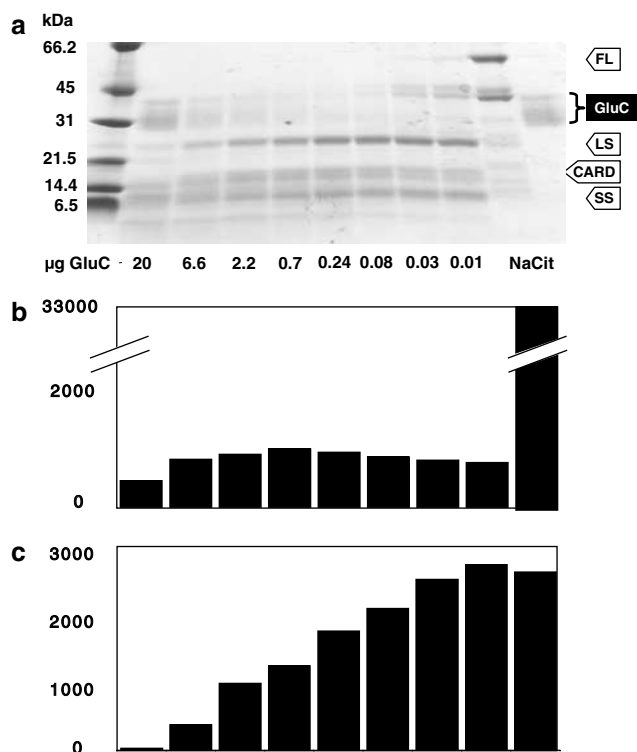 a
kDa
66.2
45
31
21.5
14.4
6.5
FL
GluC
LS
CARD
SS
µg GluC - 20 6.6 2.2 0.7 0.24 0.08 0.03 0.01 NaCit
b
33000
2000
0
c
3000
2000
1000
0